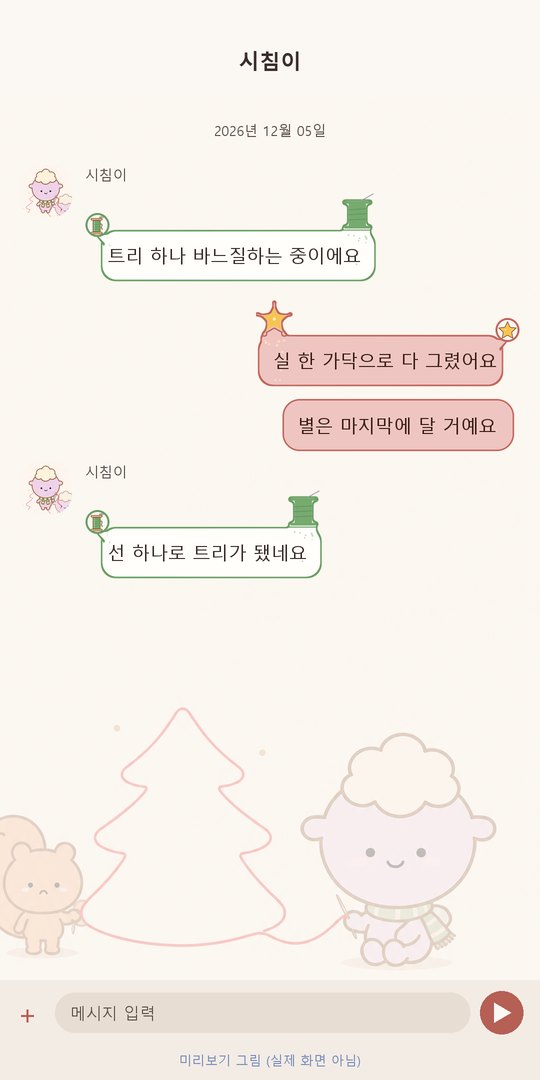 시침이
2026년 12월 05일
시침이
트리 하나 바느질하는 중이에요
실 한 가닥으로 다 그렸어요
별은 마지막에 달 거예요
시침이
선 하나로 트리가 됐네요
메시지 입력
미리보기 그림 (실제 화면 아님)